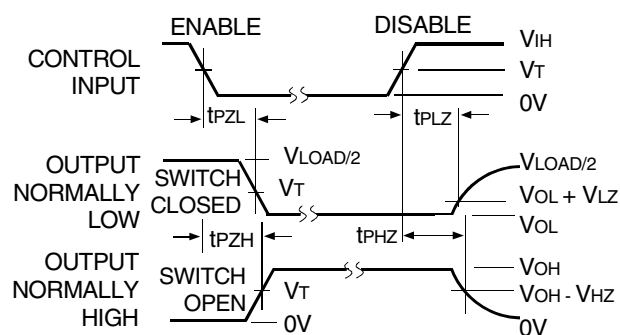 ENABLE DISABLE
CONTROL INPUT
VIH
VT
0V
tPZL tPLZ
OUTPUT NORMALLY LOW
SWITCH CLOSED
VLOAD/2
VT
VLOAD/2
VOL + VLZ
VOL
tPZH tPHZ
OUTPUT NORMALLY HIGH
SWITCH OPEN
VT
0V
VOH
VOH - VHZ
0V